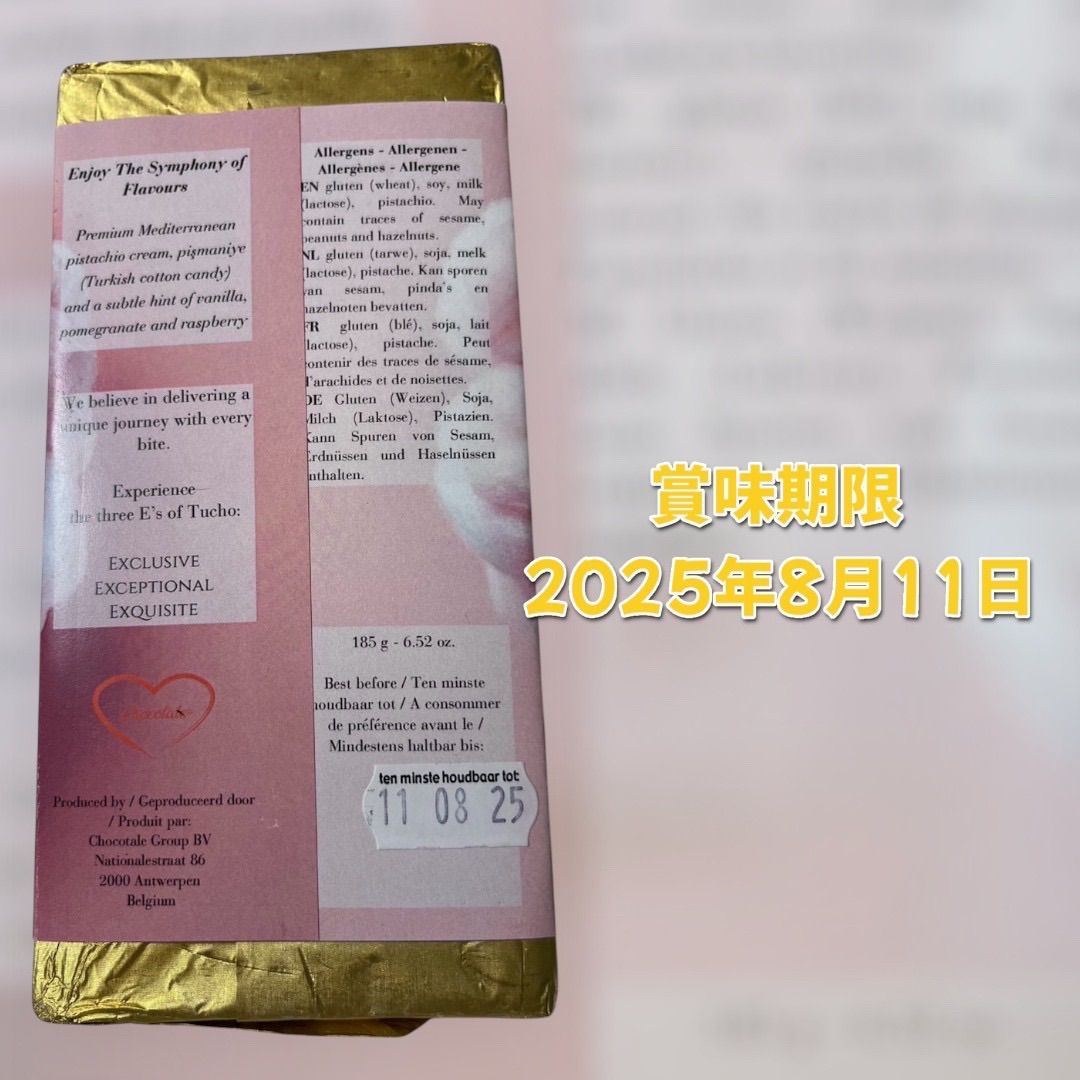 Enjoy The Symphony of
Flavours
Premium Mediterranean
pistachio cream, pişmaniye
(Turkish cotton candy)
and a subtle hint of vanilla,
pomegranate and raspberry
We believe in delivering a
unique journey with every
bite.
Experience
the three E's of Tucho:
EXCLUSIVE
EXCEPTIONAL
EXQUISITE
Chocotale
Produced by / Geproduceerd door
/ Produit par:
Chocotale Group BV
Nationalestraat 86
2000 Antwerpen
Belgium
Allergens - Allergenen -
Allergènes - Allergene
EN gluten (wheat), soy, milk
(lactose), pistachio. May
contain traces of sesame,
peanuts and hazelnuts.
NL gluten (tarwe), soja, melk
(lactose), pistache. Kan sporen
van sesam, pinda's en
hazelnoten bevatten.
FR gluten (blé), soja, lait
(lactose), pistache. Peut
contenir des traces de sésame,
d'arachides et de noisettes.
DE Gluten (Weizen), Soja,
Milch (Laktose), Pistazien.
Kann Spuren von Sesam,
Erdnüssen und Haselnüssen
enthalten.
185 g - 6.52 oz.
Best before / Ten minste
houdbaar tot / A consommer
de préférence avant le /
Mindestens haltbar bis:
ten minste houdbaar tot:
11 08 25
賞味期限
2025年8月11日